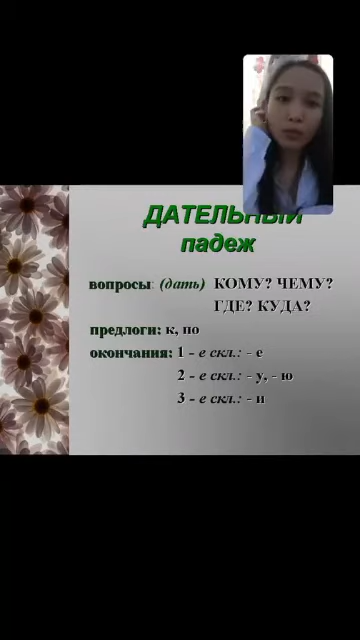 ДАТЕЛЬНЫЙ
падеж
вопросы: (дать) КОМУ? ЧЕМУ?
ГДЕ? КУДА?
предлоги: к, по
окончания: 1 - е скл.: - е
2 - е скл.: - у, - ю
3 - е скл.: - и